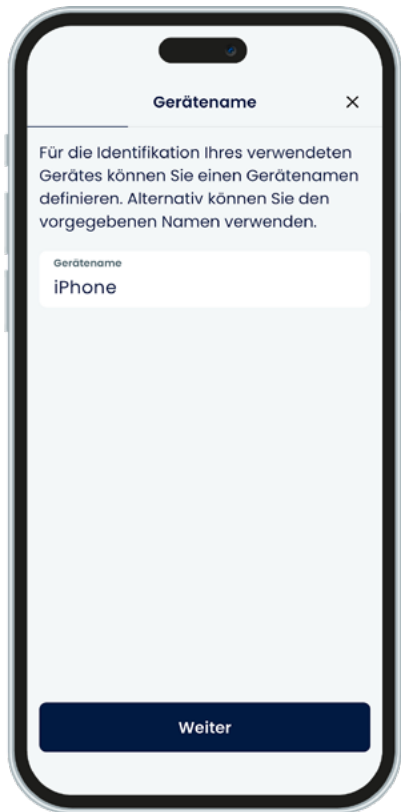 Gerätename
Für die Identifikation Ihres verwendeten
Gerätes können Sie einen Gerätenamen
definieren. Alternativ können Sie den
vorgegebenen Namen verwenden.
Gerätename
iPhone
Weiter